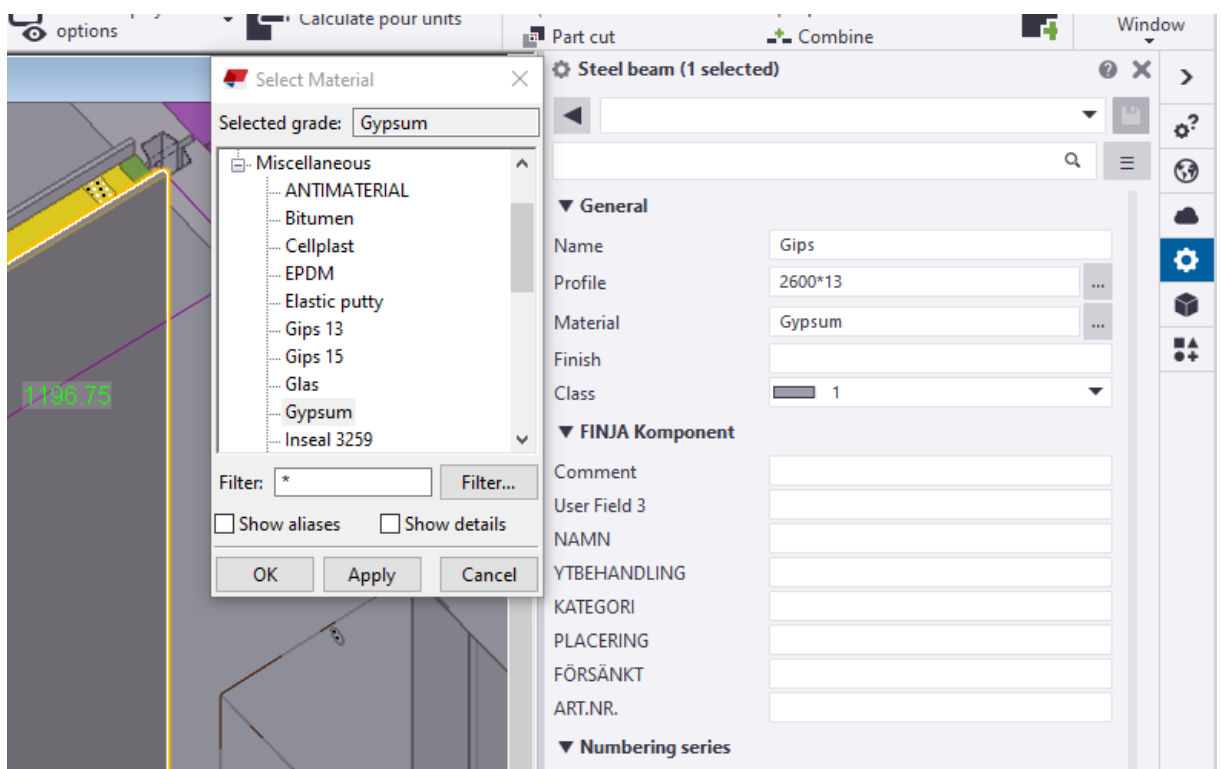 options
Calculate pour units
Part cut
Combine
Window
Select Material
Selected grade: Gypsum
Miscellaneous
ANTIMATERIAL
Bitumen
Cellplast
EPDM
Elastic putty
Gips 13
Gips 15
Glas
Gypsum
Inseal 3259
Filter: * Filter...
Show aliases Show details
OK Apply Cancel
1196.75
Steel beam (1 selected)
General
Name Gips
Profile 2600*13 ...
Material Gypsum ...
Finish
Class 1
FINJA Komponent
Comment
User Field 3
NAMN
YTBEHANDLING
KATEGORI
PLACERING
FÖRSÄNKT
ART.NR.
Numbering series